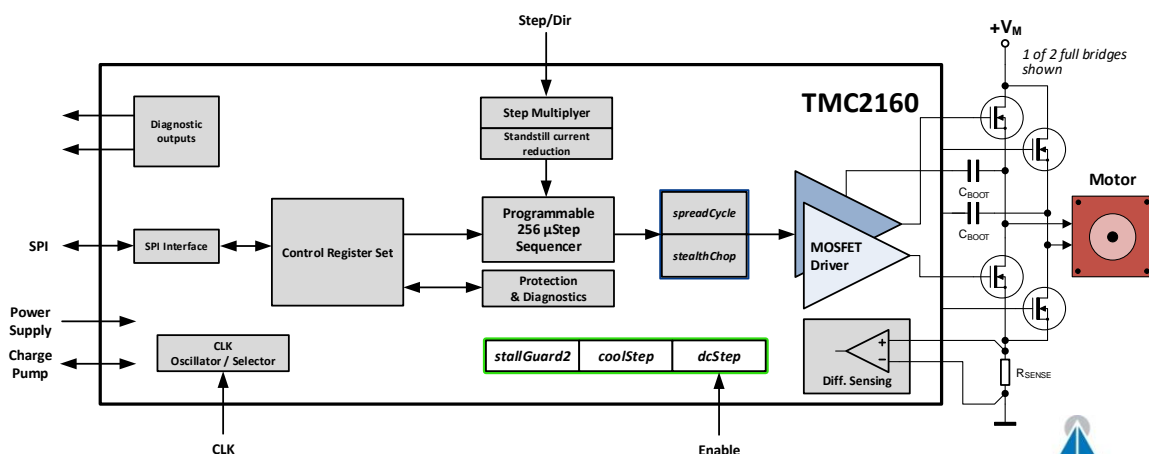 Step/Dir
+VM
1 of 2 full bridges
shown
TMC2160
Diagnostic
outputs
Step Multiplyer
Standstill current
reduction
SPI
SPI Interface
Control Register Set
Programmable
256 µStep
Sequencer
spreadCycle
stealthChop
MOSFET
Driver
CBOOT
CBOOT
Motor
Protection
& Diagnostics
Power
Supply
Charge
Pump
CLK
Oscillator / Selector
stallGuard2
coolStep
dcStep
+
−
Diff. Sensing
RSENSE
CLK
Enable